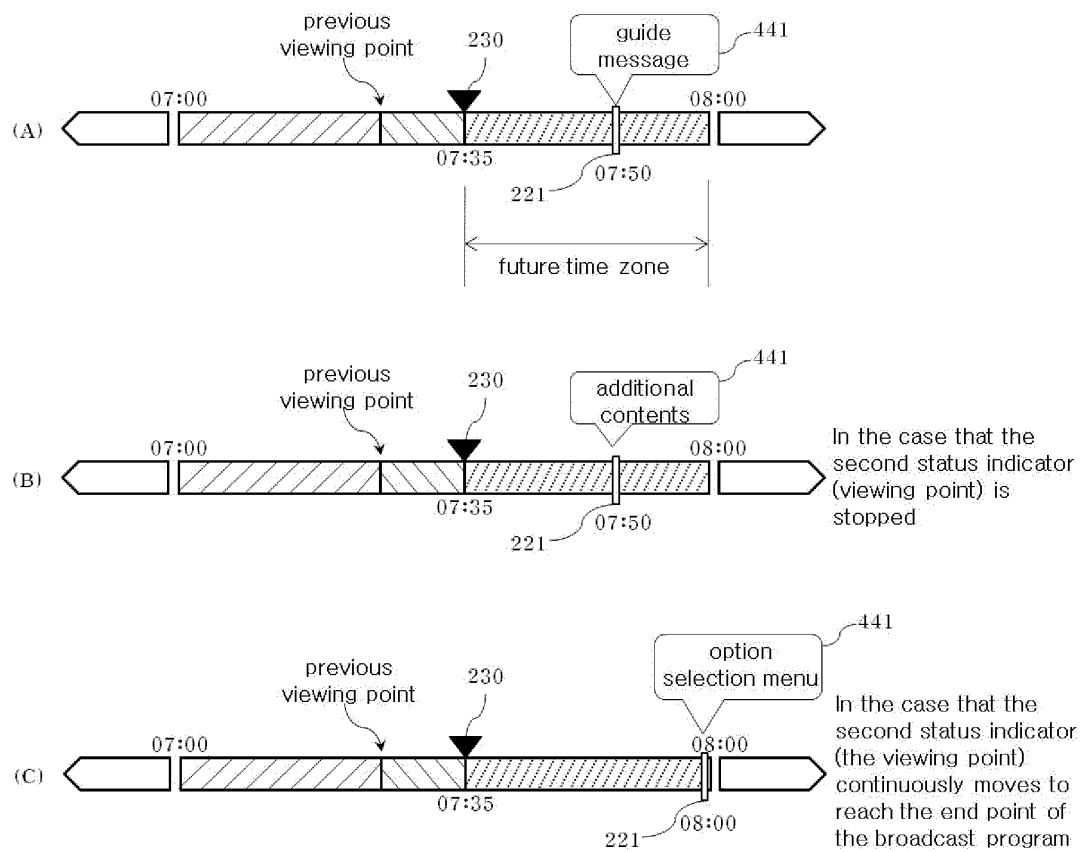 previous
viewing point
230
guide
message
441
07:00
08:00
(A)
07:35
221
07:50
future time zone
previous
viewing point
230
additional
contents
441
07:00
08:00
(B)
07:35
221
07:50
In the case that the
second status indicator
(viewing point) is
stopped
previous
viewing point
230
option
selection menu
441
07:00
08:00
(C)
07:35
221
08:00
In the case that the
second status indicator
(the viewing point)
continuously moves to
reach the end point of
the broadcast program